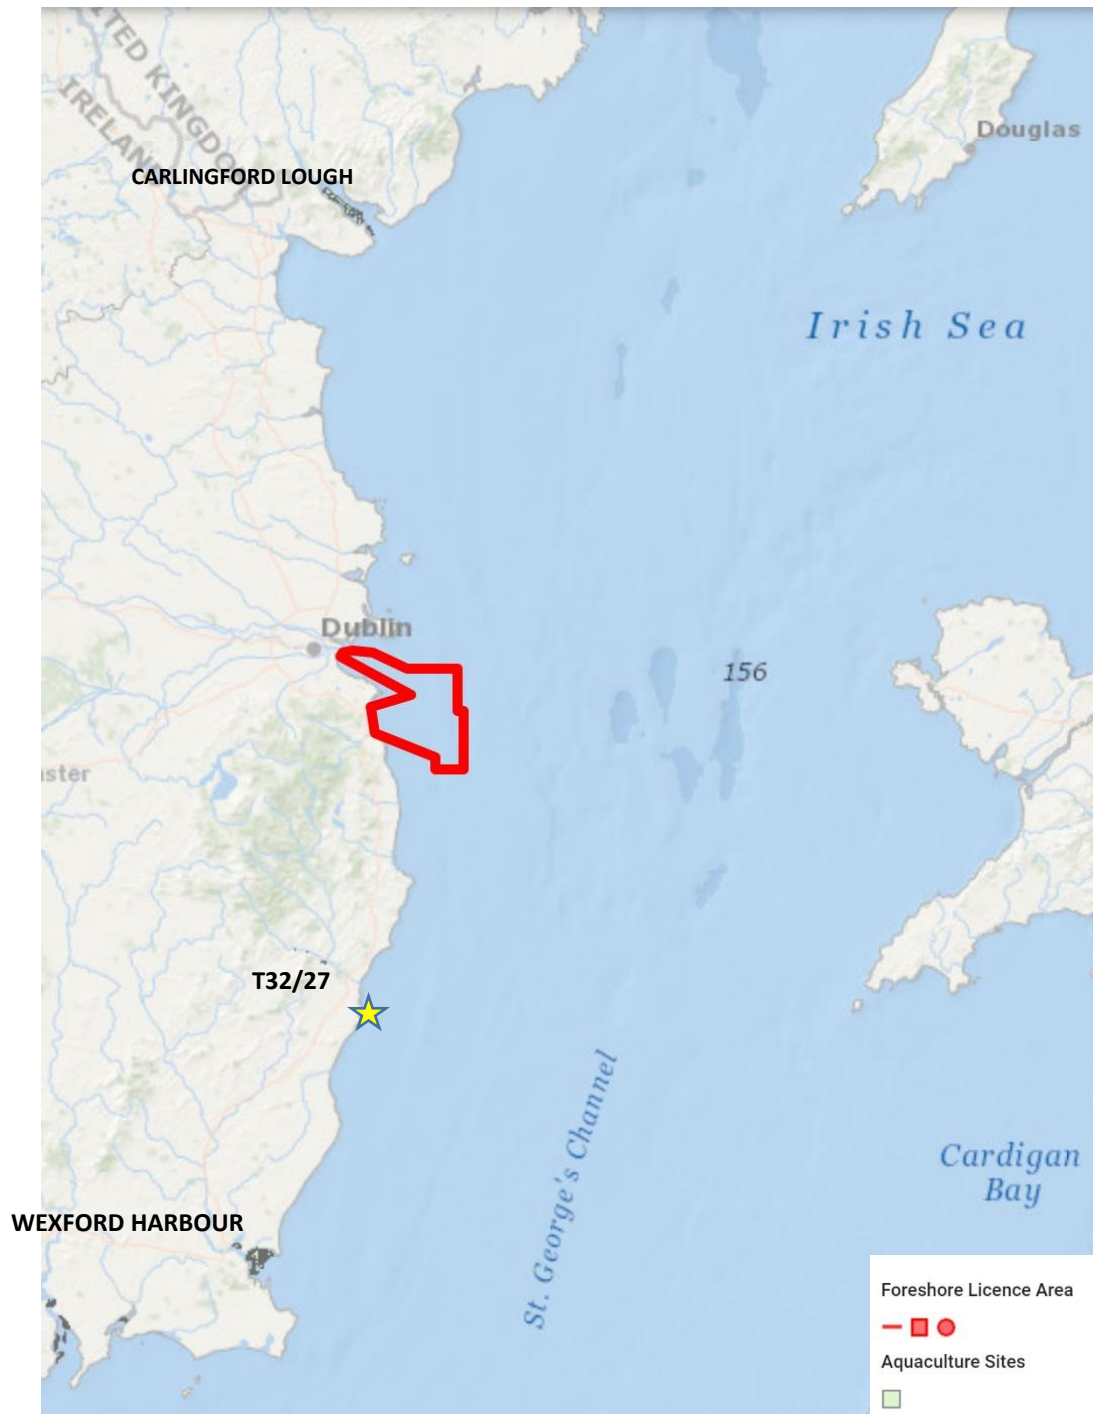 UNITED KINGDOM
IRELAND
Douglas
CARLINGFORD LOUGH
Irish Sea
Dublin
156
ster
T32/27
St. George's Channel
Cardigan
Bay
WEXFORD HARBOUR
Foreshore Licence Area
Aquaculture Sites